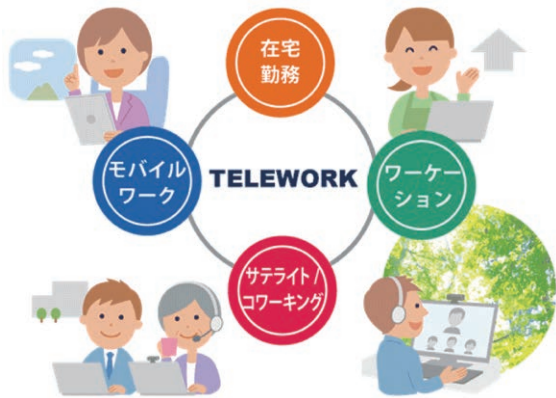 在宅
勤務
モバイル
ワーク
TELEWORK
ワーケー
ション
サテライト/
コワーキング